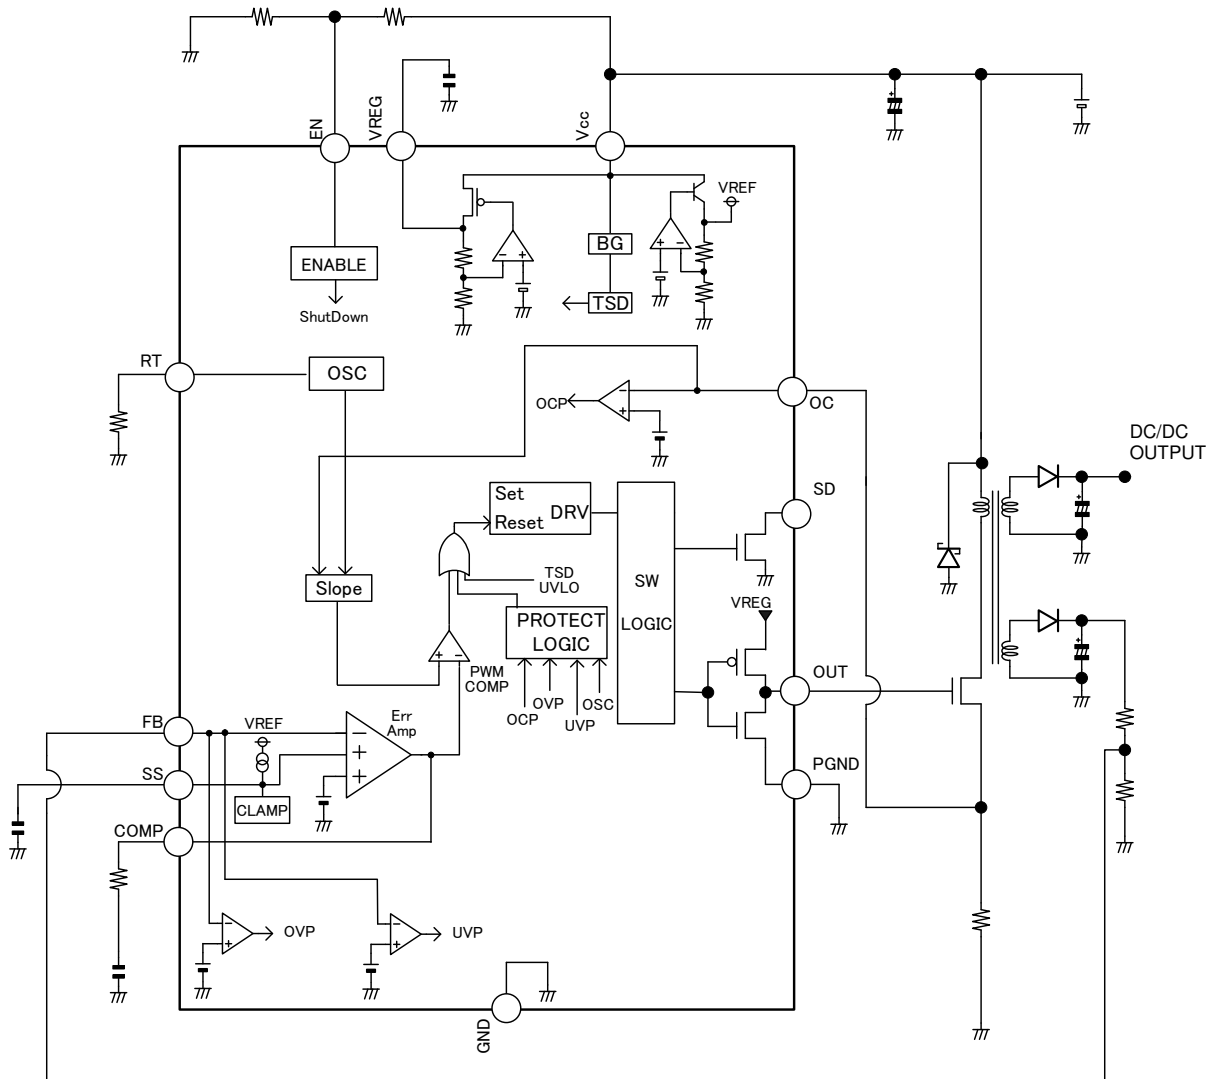 EN
VREG
Vcc
VREF
ENABLE
BG
TSD
ShutDown
RT
OSC
OCP
OC
DC/DC
OUTPUT
SD
Set
Reset
DRV
TSD
UVLO
Slope
SW
LOGIC
VREG
PROTECT
LOGIC
PWM
COMP
OVP
OSC
OCP
UVP
OUT
FB
VREF
Err
Amp
SS
CLAMP
PGND
COMP
OVP
UVP
GND